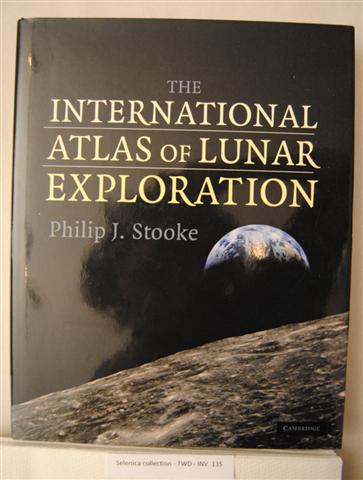 THE
INTERNATIONAL
ATLAS OF LUNAR
EXPLORATION
Philip J. Stooke
CAMBRIDGE
Selenica collection - TWD - INV. 135